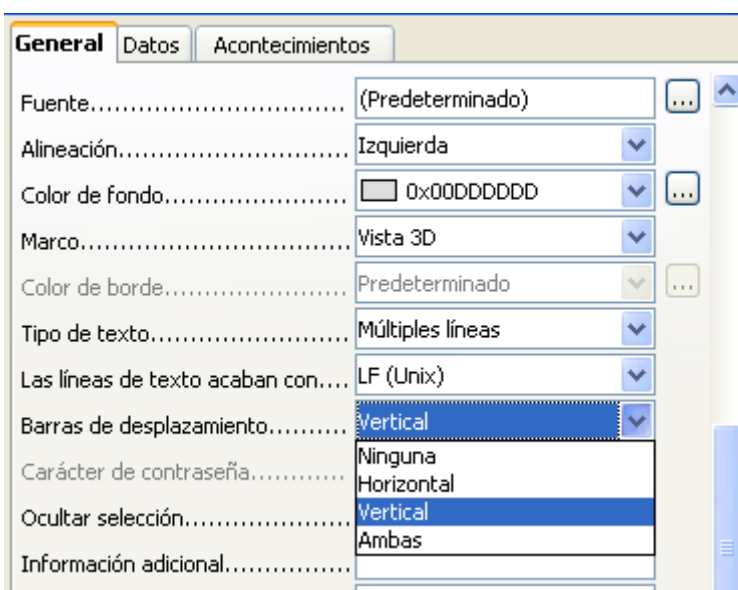 General Datos Acontecimientos
Fuente............................... (Predeterminado) ...
Alineación............................ Izquierda
Color de fondo...................... 0x00DDDDDD ...
Marco................................. Vista 3D
Color de borde...................... Predeterminado ...
Tipo de texto........................ Múltiples líneas
Las líneas de texto acaban con.... LF (Unix)
Barras de desplazamiento.......... Vertical
Ninguna
Carácter de contraseña............
Horizontal
Ocultar selección.................... Vertical
Ambas
Información adicional................